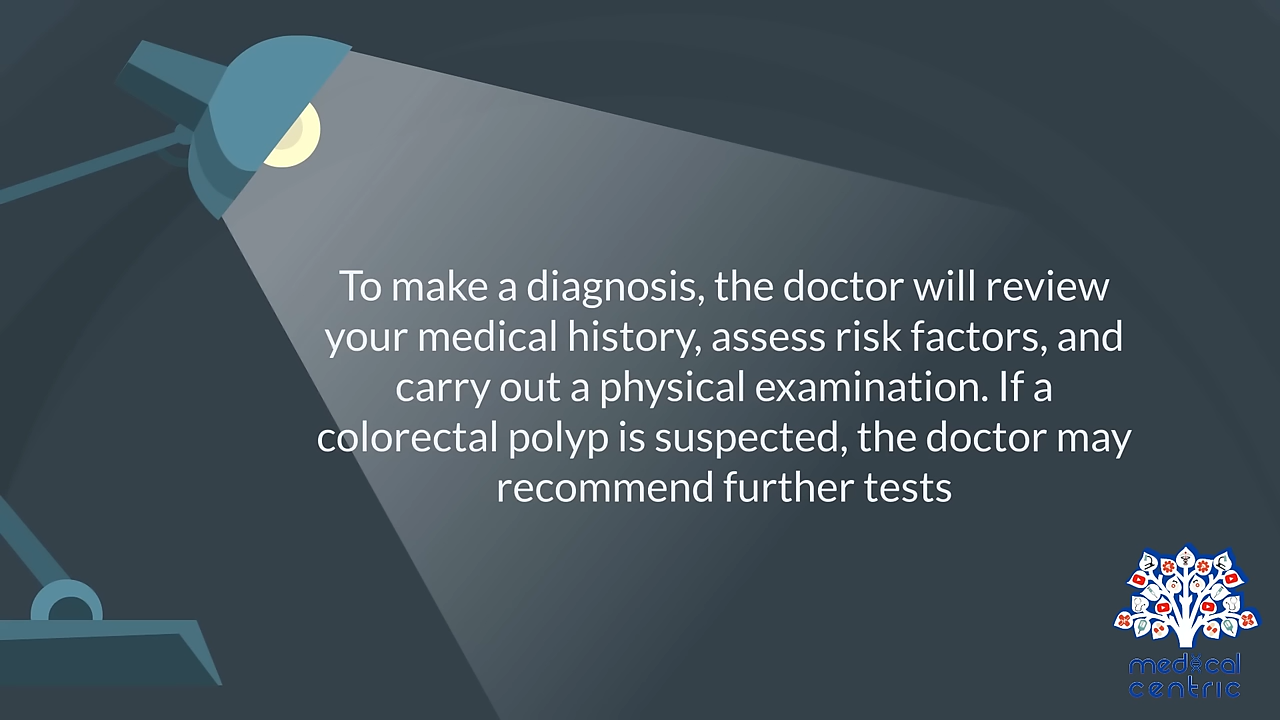 To make a diagnosis, the doctor will review
your medical history, assess risk factors, and
carry out a physical examination. If a
colorectal polyp is suspected, the doctor may
recommend further tests
medical
centric